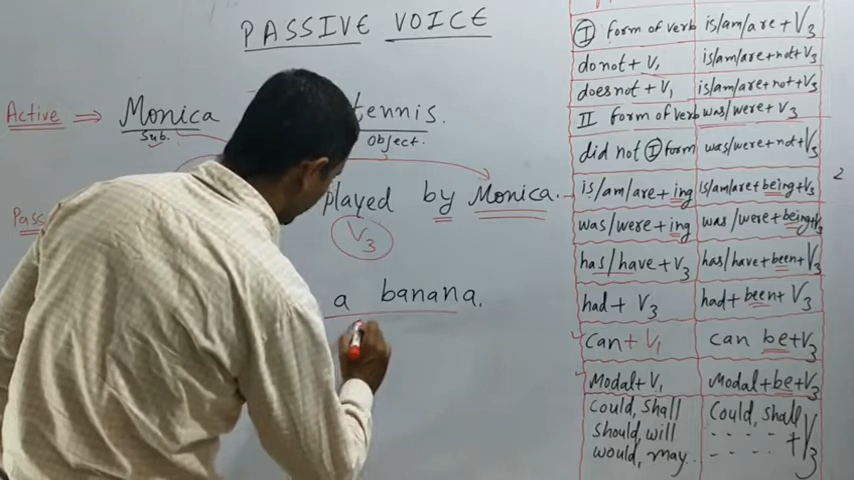 PASSIVE VOICE
Active ⇒ Monica tennis.
Sub. object.
played by Monica.
V3
a banana.
I form of verb is/am/are + V3
do not + V1 is/am/are+not+V3
does not + V1 is/am/are+not+V3
II form of verb was/were + V3
did not I form was/were+not+V3
is/am/are + ing is/am/are+being+V3
was/were + ing was/were+being+V3
has/have + V3 has/have+been+V3
had + V3 had+been+V3
can + V1 can be+V3
Modal+V1 Modal+be+V3
Could, shall Could, shall
should, will - - - - - + V3
would, may.. - - - - -
2